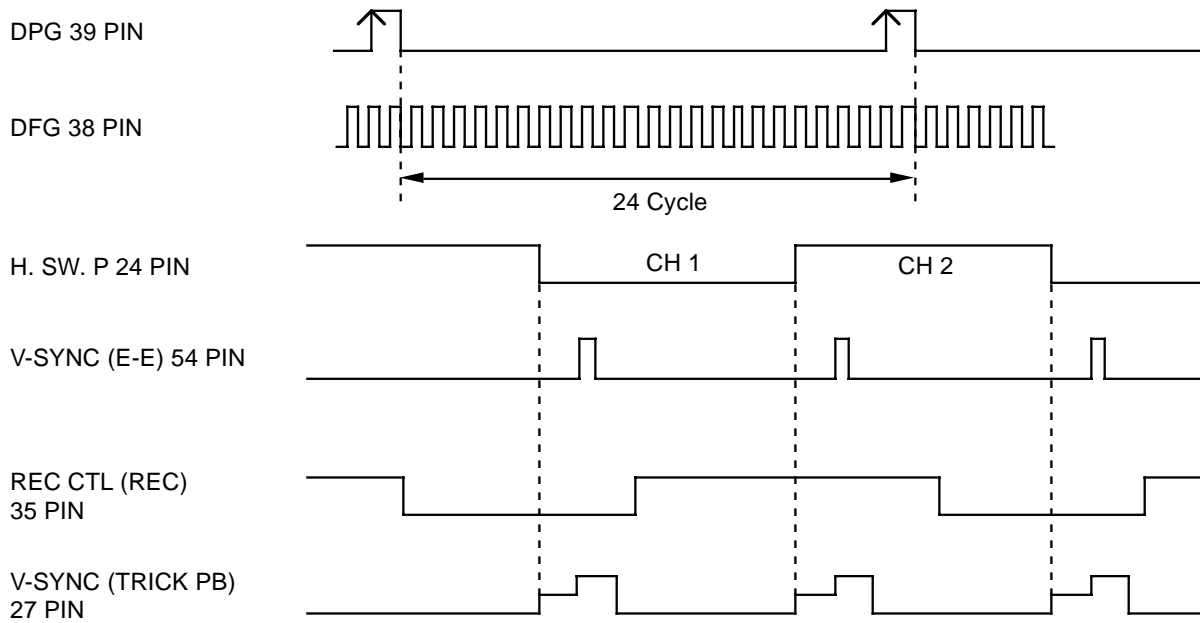 DPG 39 PIN
DFG 38 PIN
24 Cycle
H. SW. P 24 PIN
CH 1
CH 2
V-SYNC (E-E) 54 PIN
REC CTL (REC)
35 PIN
V-SYNC (TRICK PB)
27 PIN